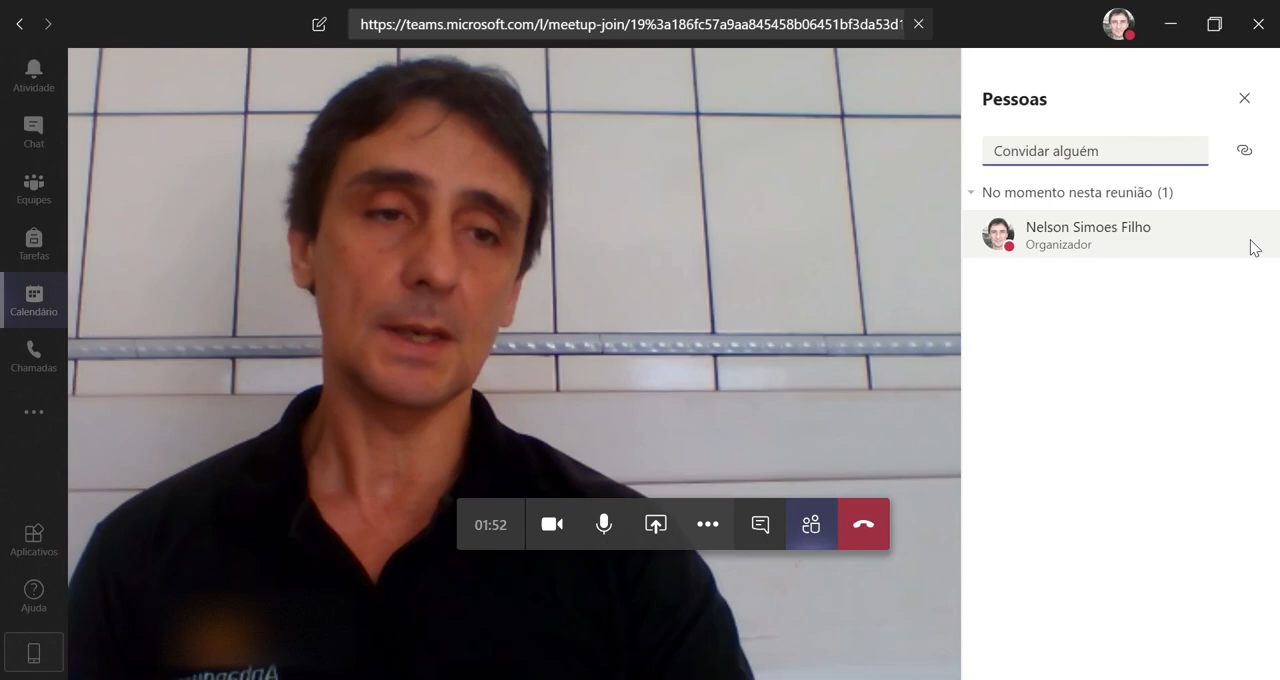 https://teams.microsoft.com/l/meetup-join/19%3a186fc57a9aa845458b06451bf3da53d1
Atividade
Chat
Equipes
Tarefas
Calendário
Chamadas
Aplicativos
Ajuda
01:52
Pessoas
Convidar alguém
No momento nesta reunião (1)
Nelson Simoes Filho
Organizador